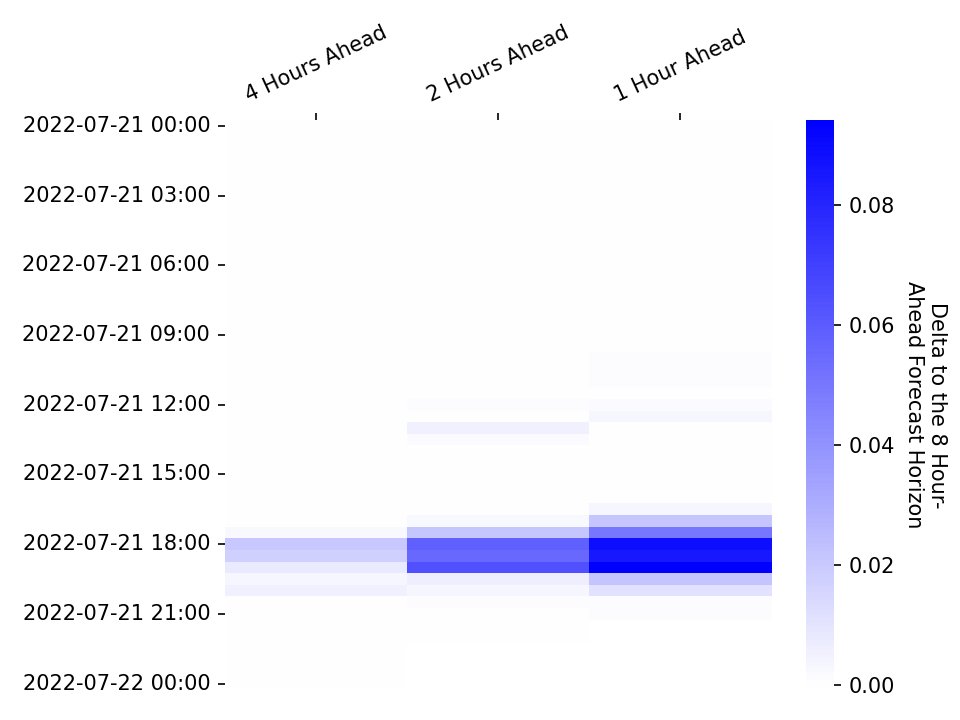 4 Hours Ahead
2 Hours Ahead
1 Hour Ahead
2022-07-21 00:00
2022-07-21 03:00
2022-07-21 06:00
2022-07-21 09:00
2022-07-21 12:00
2022-07-21 15:00
2022-07-21 18:00
2022-07-21 21:00
2022-07-22 00:00
0.08
0.06
0.04
0.02
0.00
Delta to the 8 Hour-
Ahead Forecast Horizon